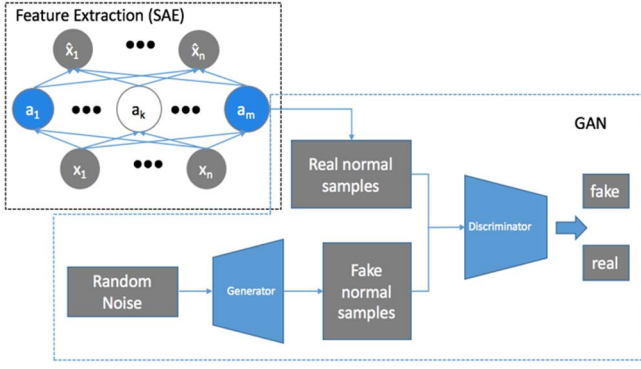 Feature Extraction (SAE)
x̂1 ••• x̂n
a1 ••• ak ••• am
x1 ••• xn
GAN
Real normal
samples
Discriminator
fake
real
Random
Noise
Generator
Fake
normal
samples